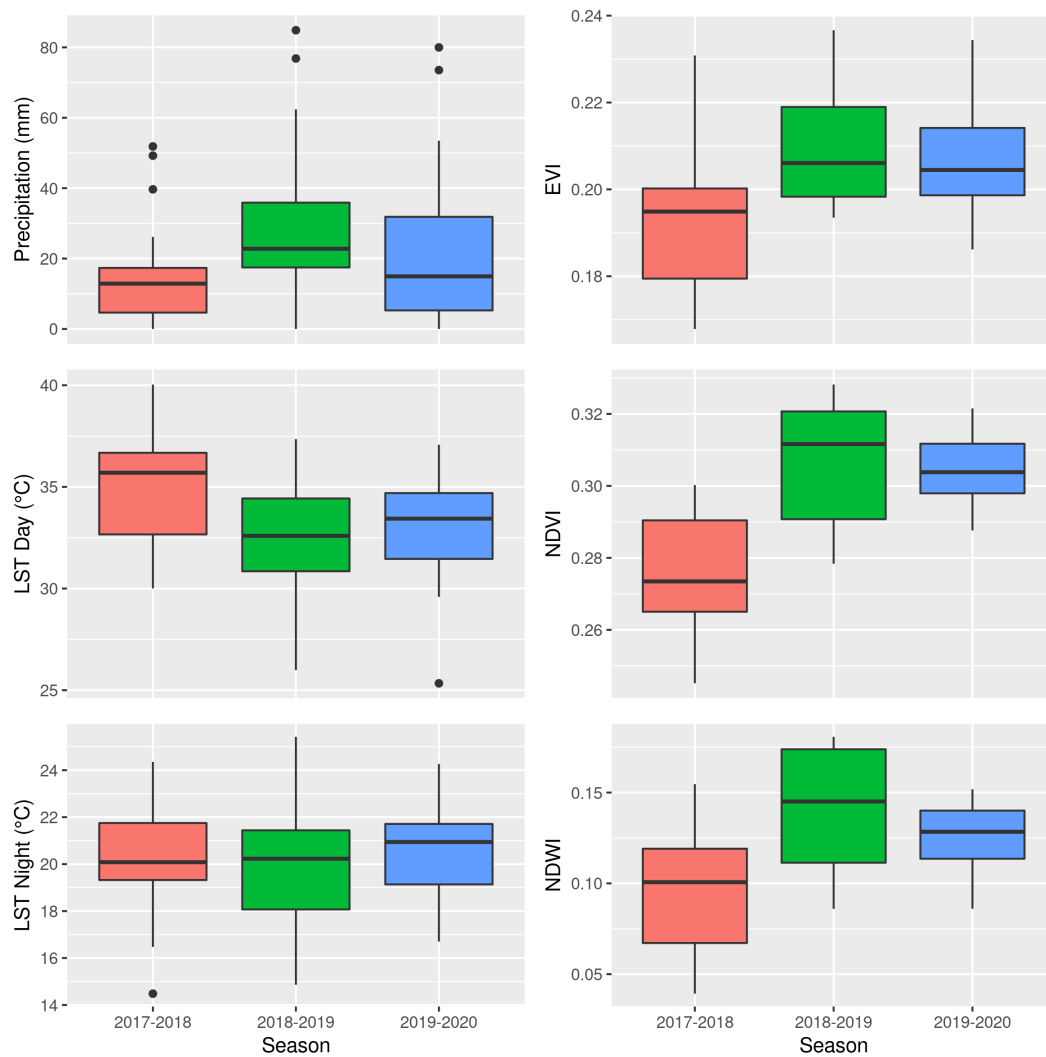 Precipitation (mm)
80
60
40
20
0
EVI
0.24
0.22
0.20
0.18
LST Day (°C)
40
35
30
25
NDVI
0.32
0.30
0.28
0.26
LST Night (°C)
24
22
20
18
16
14
2017-2018 2018-2019 2019-2020
Season
NDWI
0.15
0.10
0.05
2017-2018 2018-2019 2019-2020
Season